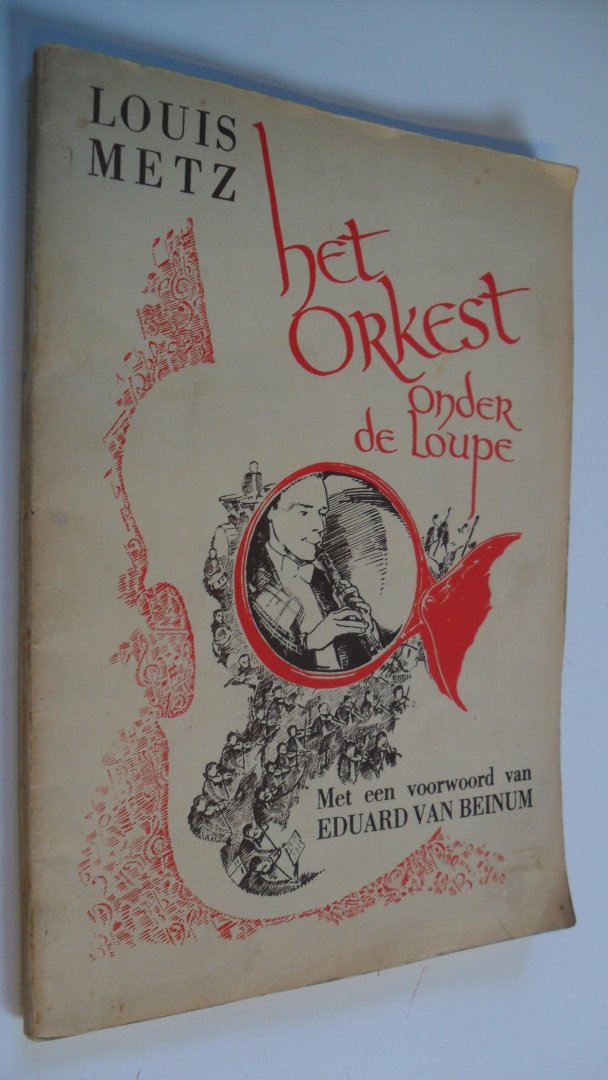 LOUIS
METZ
het
ORKEST
onder
de loupe
Met een voorwoord van
EDUARD VAN BEINUM